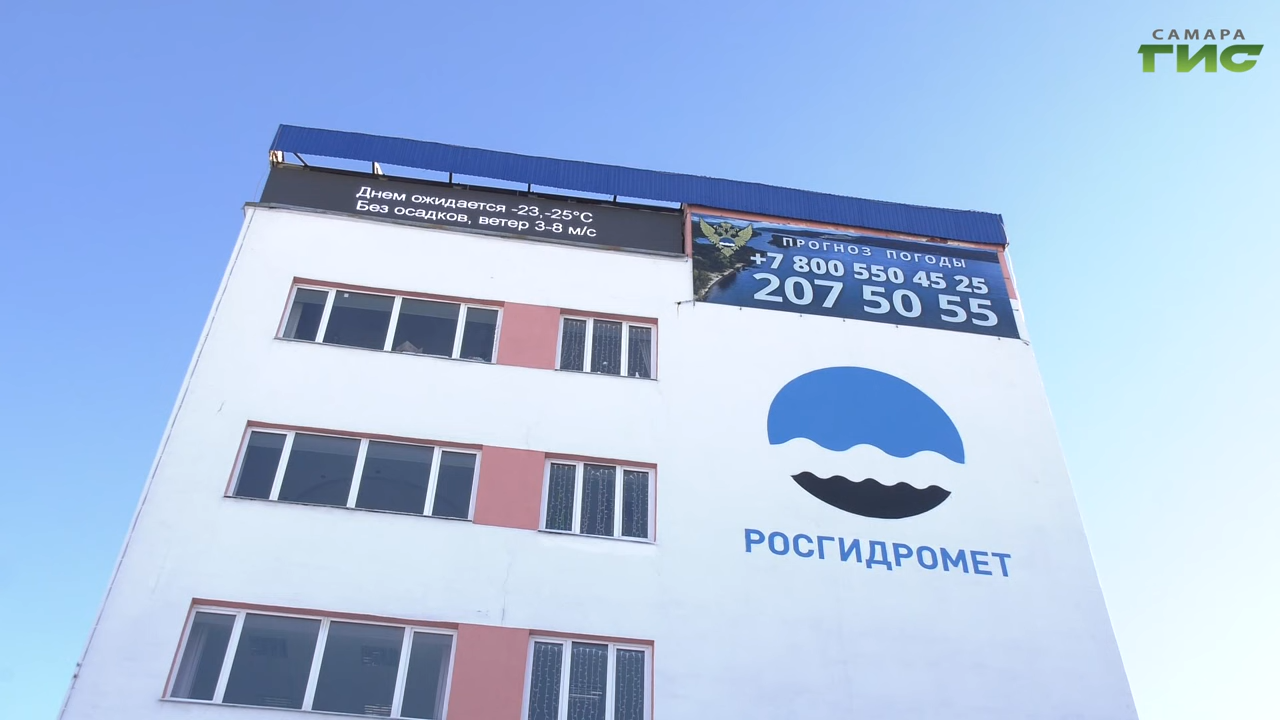 САМАРА
ГИС
Днем ожидается -23,-25°C
Без осадков, ветер 3-8 м/с
ПРОГНОЗ ПОГОДЫ
+7 800 550 45 25
207 50 55
РОСГИДРОМЕТ